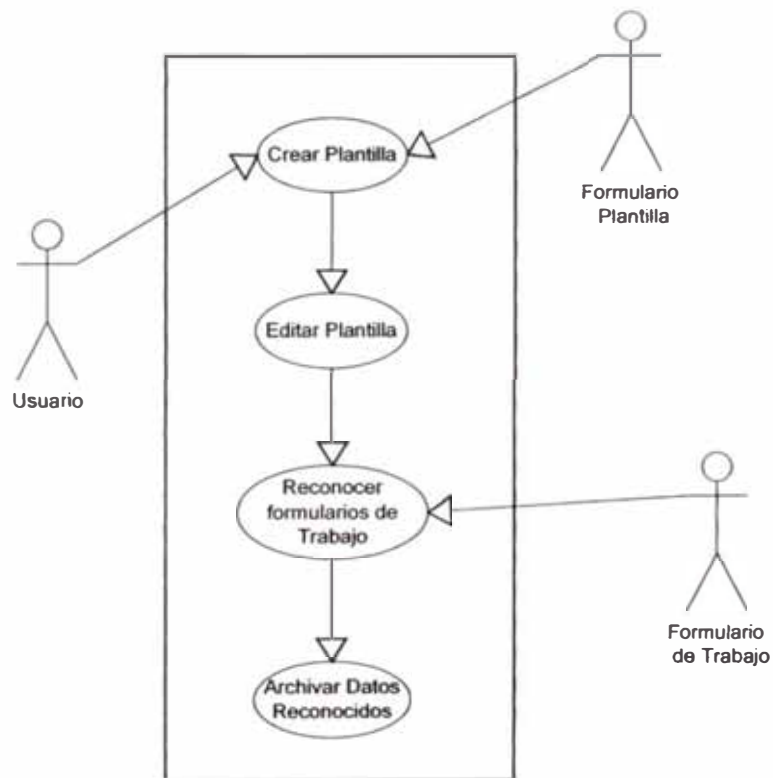 Crear Plantilla
Formulario
Plantilla
Editar Plantilla
Usuario
Reconocer
formularios de
Trabajo
Formulario
de Trabajo
Archivar Datos
Reconocidos